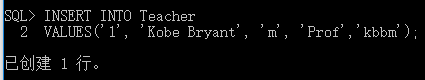 SQL> INSERT INTO Teacher
  2  VALUES('1', 'Kobe Bryant', 'm', 'Prof','kbbm');
已创建 1 行。